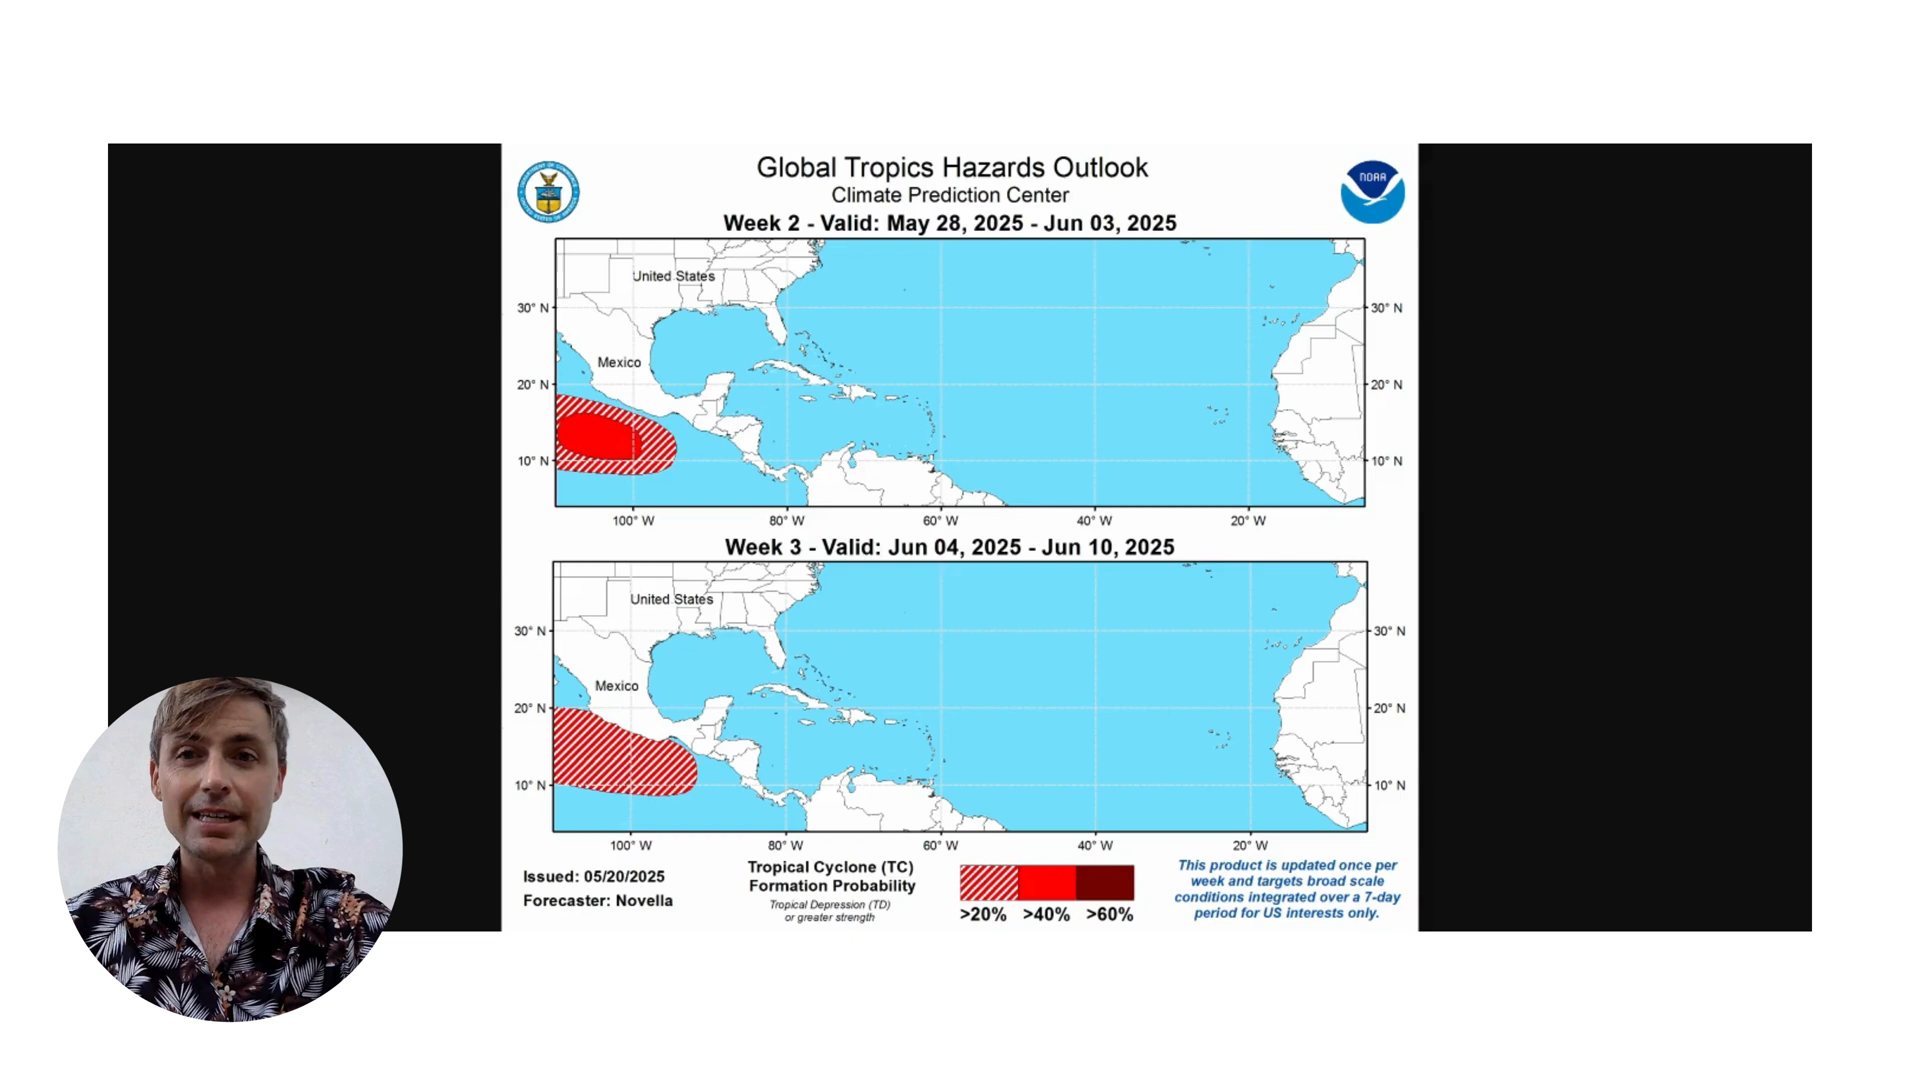 Global Tropics Hazards Outlook
Climate Prediction Center
NOAA
Week 2 - Valid: May 28, 2025 - Jun 03, 2025
United States
Mexico
30° N
20° N
10° N
30° N
20° N
10° N
100° W 80° W 60° W 40° W 20° W
Week 3 - Valid: Jun 04, 2025 - Jun 10, 2025
United States
Mexico
30° N
20° N
10° N
30° N
20° N
10° N
100° W 80° W 60° W 40° W 20° W
Issued: 05/20/2025
Forecaster: Novella
Tropical Cyclone (TC)
Formation Probability
Tropical Depression (TD)
or greater strength
>20% >40% >60%
This product is updated once per
week and targets broad scale
conditions integrated over a 7-day
period for US interests only.